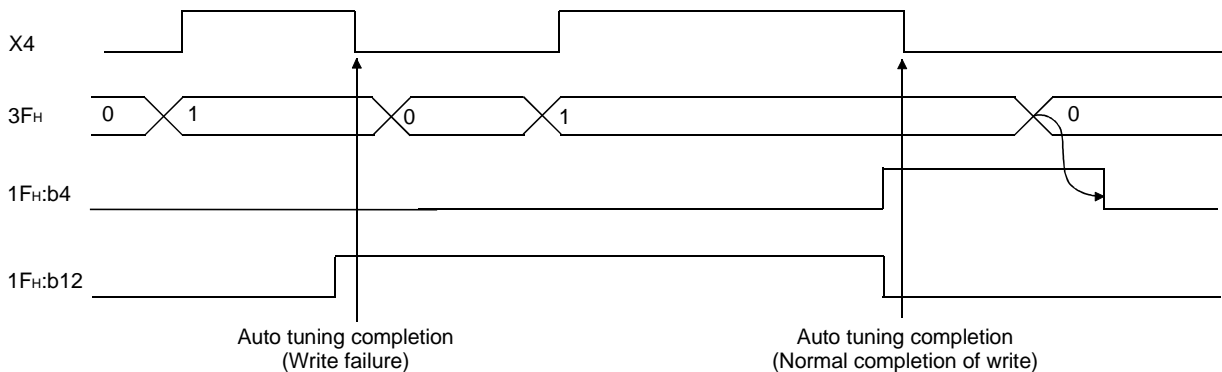 X4
3FH 0 1 0 1 0
1FH:b4
1FH:b12
Auto tuning completion
(Write failure)
Auto tuning completion
(Normal completion of write)